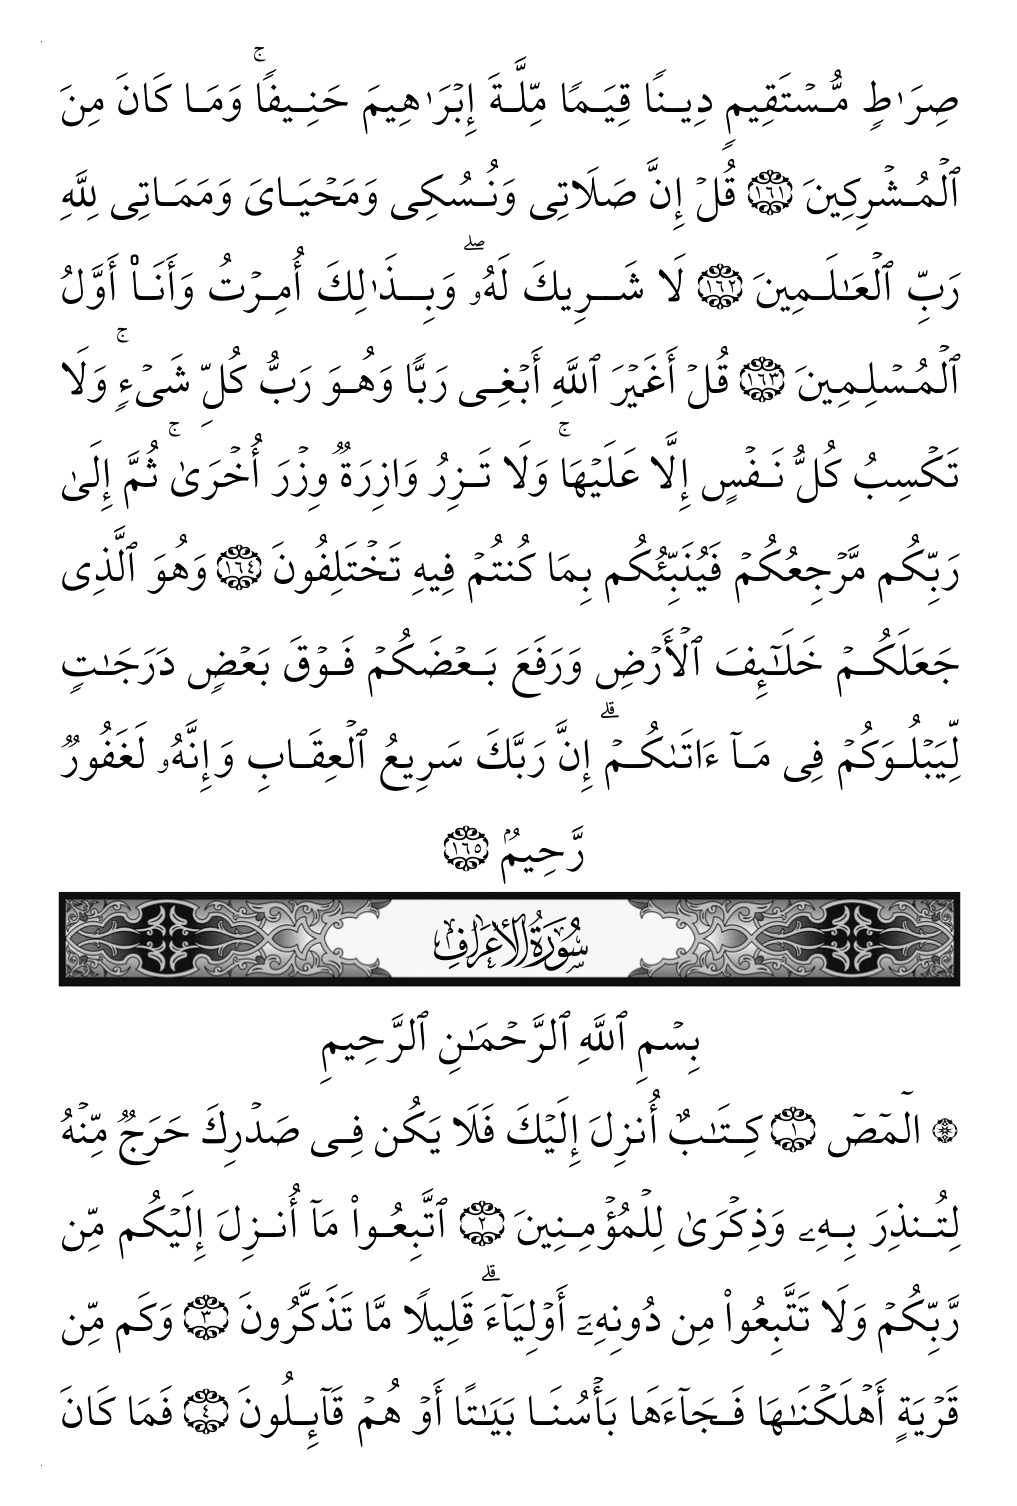 صِرَٰطٍ مُّسۡتَقِيمٍ دِينًا قِيَمًا مِّلَّةَ إِبۡرَٰهِيمَ حَنِيفًاۚ وَمَا كَانَ مِنَ
ٱلۡمُشۡرِكِينَ ١٦١ قُلۡ إِنَّ صَلَاتِي وَنُسُكِي وَمَحۡيَايَ وَمَمَاتِي لِلَّهِ
رَبِّ ٱلۡعَٰلَمِينَ ١٦٢ لَا شَرِيكَ لَهُۥۖ وَبِذَٰلِكَ أُمِرۡتُ وَأَنَا۠ أَوَّلُ
ٱلۡمُسۡلِمِينَ ١٦٣ قُلۡ أَغَيۡرَ ٱللَّهِ أَبۡغِي رَبًّا وَهُوَ رَبُّ كُلِّ شَيۡءٍۚ وَلَا
تَكۡسِبُ كُلُّ نَفۡسٍ إِلَّا عَلَيۡهَاۚ وَلَا تَزِرُ وَازِرَةٌ وِزۡرَ أُخۡرَىٰۚ ثُمَّ إِلَىٰ
رَبِّكُم مَّرۡجِعُكُمۡ فَيُنَبِّئُكُم بِمَا كُنتُمۡ فِيهِ تَخۡتَلِفُونَ ١٦٤ وَهُوَ ٱلَّذِي
جَعَلَكُمۡ خَلَٰٓئِفَ ٱلۡأَرۡضِ وَرَفَعَ بَعۡضَكُمۡ فَوۡقَ بَعۡضٍ دَرَجَٰتٍ
لِّيَبۡلُوَكُمۡ فِي مَآ ءَاتَىٰكُمۡۗ إِنَّ رَبَّكَ سَرِيعُ ٱلۡعِقَابِ وَإِنَّهُۥ لَغَفُورٌ
رَّحِيمٌۢ ١٦٥
سُورَةُ الأَعْرَافِ
بِسۡمِ ٱللَّهِ ٱلرَّحۡمَٰنِ ٱلرَّحِيمِ
۞ الٓمٓصٓ ١ كِتَٰبٌ أُنزِلَ إِلَيۡكَ فَلَا يَكُن فِي صَدۡرِكَ حَرَجٌ مِّنۡهُ
لِتُنذِرَ بِهِۦ وَذِكۡرَىٰ لِلۡمُؤۡمِنِينَ ٢ ٱتَّبِعُواْ مَآ أُنزِلَ إِلَيۡكُم مِّن
رَّبِّكُمۡ وَلَا تَتَّبِعُواْ مِن دُونِهِۦٓ أَوۡلِيَآءَۗ قَلِيلًا مَّا تَذَكَّرُونَ ٣ وَكَم مِّن
قَرۡيَةٍ أَهۡلَكۡنَٰهَا فَجَآءَهَا بَأۡسُنَا بَيَٰتًا أَوۡ هُمۡ قَآئِلُونَ ٤ فَمَا كَانَ